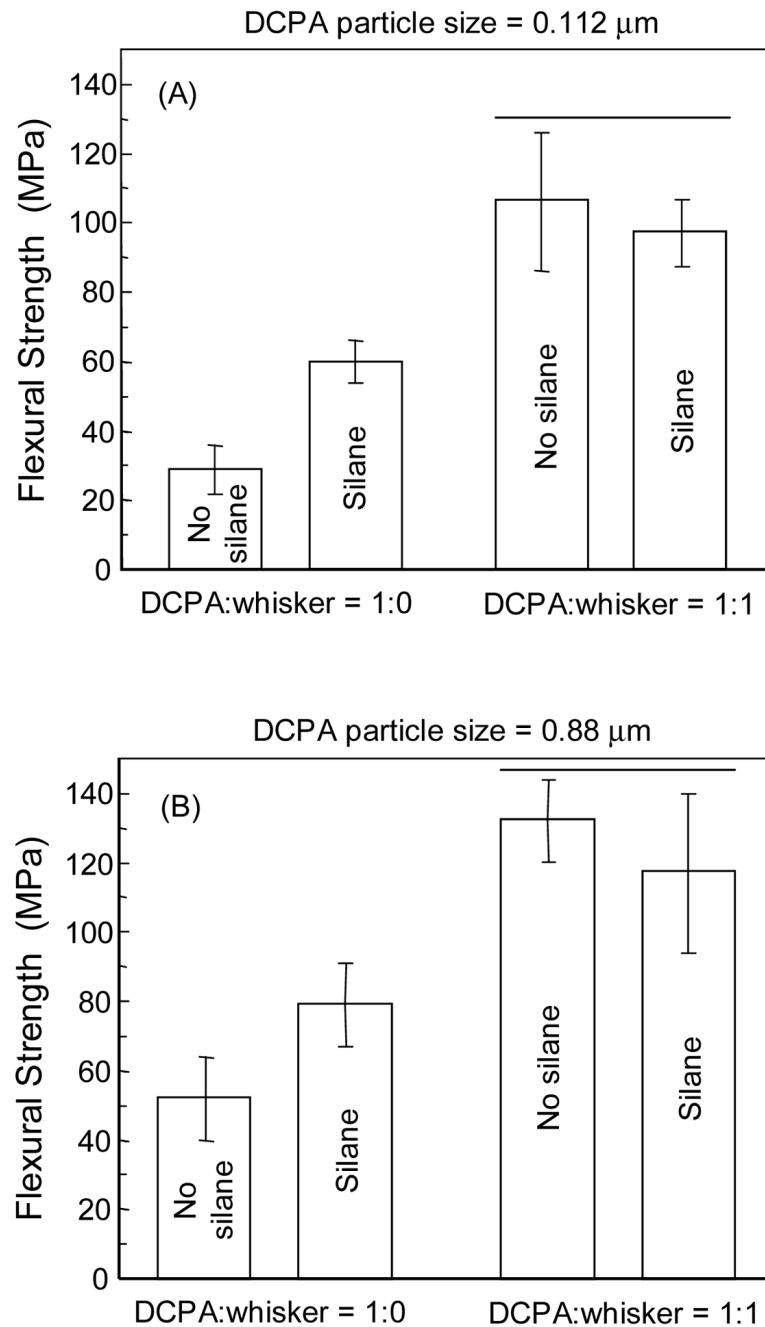 DCPA particle size = 0.112 μm
(A)
Flexural Strength (MPa)
140
120
100
80
60
40
20
0
No
silane
Silane
No silane
Silane
DCPA:whisker = 1:0
DCPA:whisker = 1:1
DCPA particle size = 0.88 μm
(B)
Flexural Strength (MPa)
140
120
100
80
60
40
20
0
No
silane
Silane
No silane
Silane
DCPA:whisker = 1:0
DCPA:whisker = 1:1